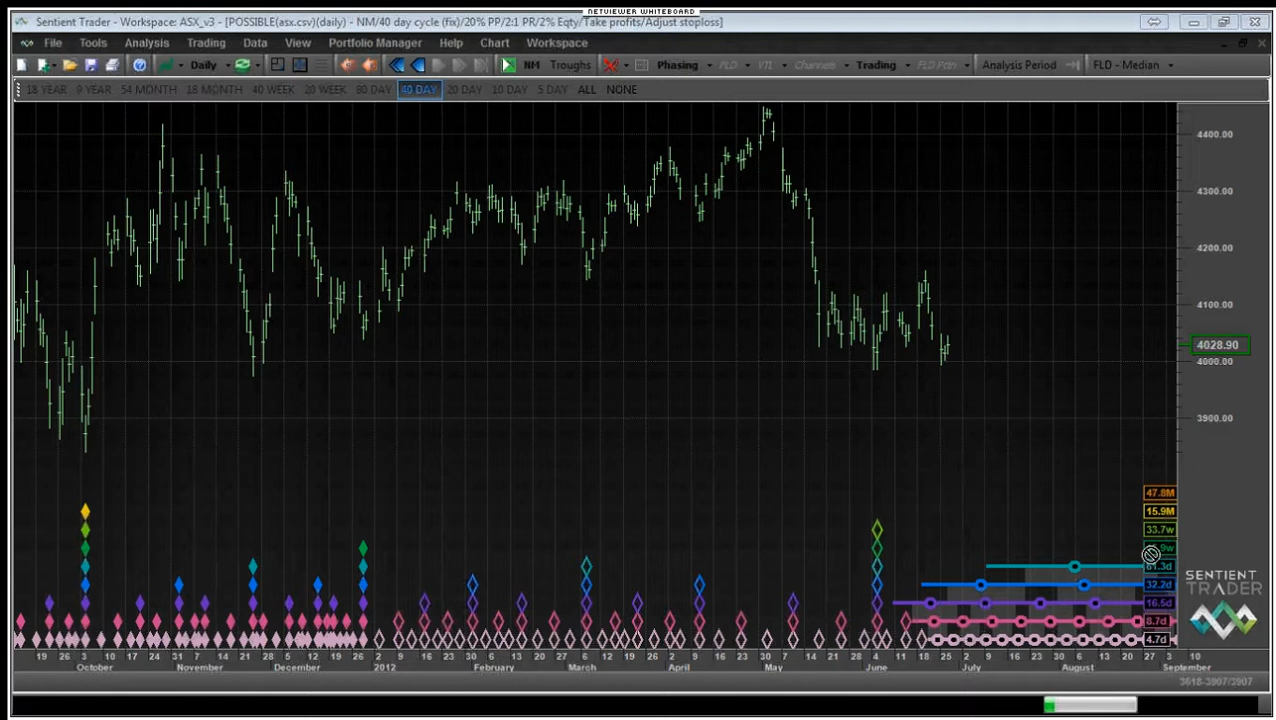 NETVIEWER WHITEBOARD
Sentient Trader - Workspace: ASX_v3 - [POSSIBLE(asx.csv)(daily) - NM/40 day cycle (fix)/20% PP/2:1 PR/2% Eqty/Take profits/Adjust stoploss]
File Tools Analysis Trading Data View Portfolio Manager Help Chart Workspace
Daily NM Troughs Phasing FLD VTL Channels Trading FLD Pdn Analysis Period FLD - Median
18 YEAR 9 YEAR 54 MONTH 18 MONTH 40 WEEK 20 WEEK 80 DAY 40 DAY 20 DAY 10 DAY 5 DAY ALL NONE
4400.00
4300.00
4200.00
4100.00
4028.90
4000.00
3900.00
47.8M
15.9M
33.7w
32.2d
16.5d
8.7d
4.7d
SENTIENT
TRADER
19 26 3 10 17 24 31 7 14 21 28 5 12 19 26 2 9 16 23 30 6 13 20 27 5 12 19 26 2 9 16 23 30 7 14 21 28 4 11 18 25 2 9 16 23 30 6 13 20 27 3 10
October November December 2012 February March April May June July August September
3618-3907/3907